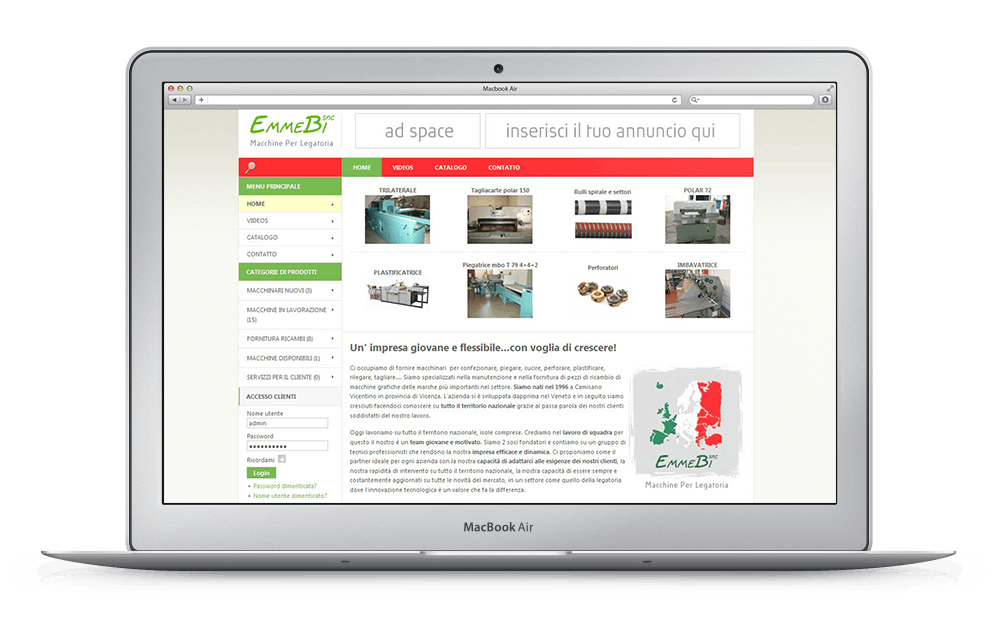 Macbook Air
EMMEBI snc
Macchine Per Legatoria
ad space
inserisci il tuo annuncio qui
HOME
VIDEOS
CATALOGO
CONTATTO
MENU PRINCIPALE
HOME
VIDEOS
CATALOGO
CONTATTO
CATEGORIE DI PRODOTTI
MACCHINARI NUOVI (3)
MACCHINE IN LAVORAZIONE
(15)
FORNITURA RICAMBI (8)
MACCHINE DISPONIBILI (1)
SERVIZI PER IL CLIENTE (0)
ACCESSO CLIENTI
Nome utente
admin
Password
••••••••••
Ricordami
Login
• Password dimenticata?
• Nome utente dimenticato?
TRILATERALE
Tagliacarte polar 150
Rulli spirale e settori
POLAR 72
PLASTIFICATRICE
Piegatrice mbo T 79 4+4+2
Perforatori
IMBAVATRICE
Un’ impresa giovane e flessibile...con voglia di crescere!
Ci occupiamo di fornire macchinari per confezionare, piegare, cucire, perforare, plastificare,
rilegare, tagliare.... Siamo specializzati nella manutenzione e nella fornitura di pezzi di ricambio di
macchine grafiche delle marche più importanti nel settore. Siamo nati nel 1996 a Camisano
Vicentino in provincia di Vicenza. L'azienda si è sviluppata dapprima nel Veneto e in seguito siamo
cresciuti facendoci conoscere su tutto il territorio nazionale grazie al passa parola dei nostri clienti
soddisfatti del nostro lavoro.
Oggi lavoriamo su tutto il territorio nazionale, isole comprese. Crediamo nel lavoro di squadra per
questo il nostro è un team giovane e motivato. Siamo 2 soci fondatori e contiamo su un gruppo di
tecnici professionisti che rendono la nostra impresa efficace e dinamica. Ci proponiamo come il
partner ideale per ogni azienda con la nostra capacità di adattarci alle esigenze dei nostri clienti, la
nostra rapidità di intervento su tutto il territorio nazionale, la nostra capacità di essere sempre e
costantemente aggiornati su tutte le novità del mercato, in un settore come quello della legatoria
dove l'innovazione tecnologica è un valore che fa la differenza.
EMMEBI snc
Macchine Per Legatoria
MacBook Air